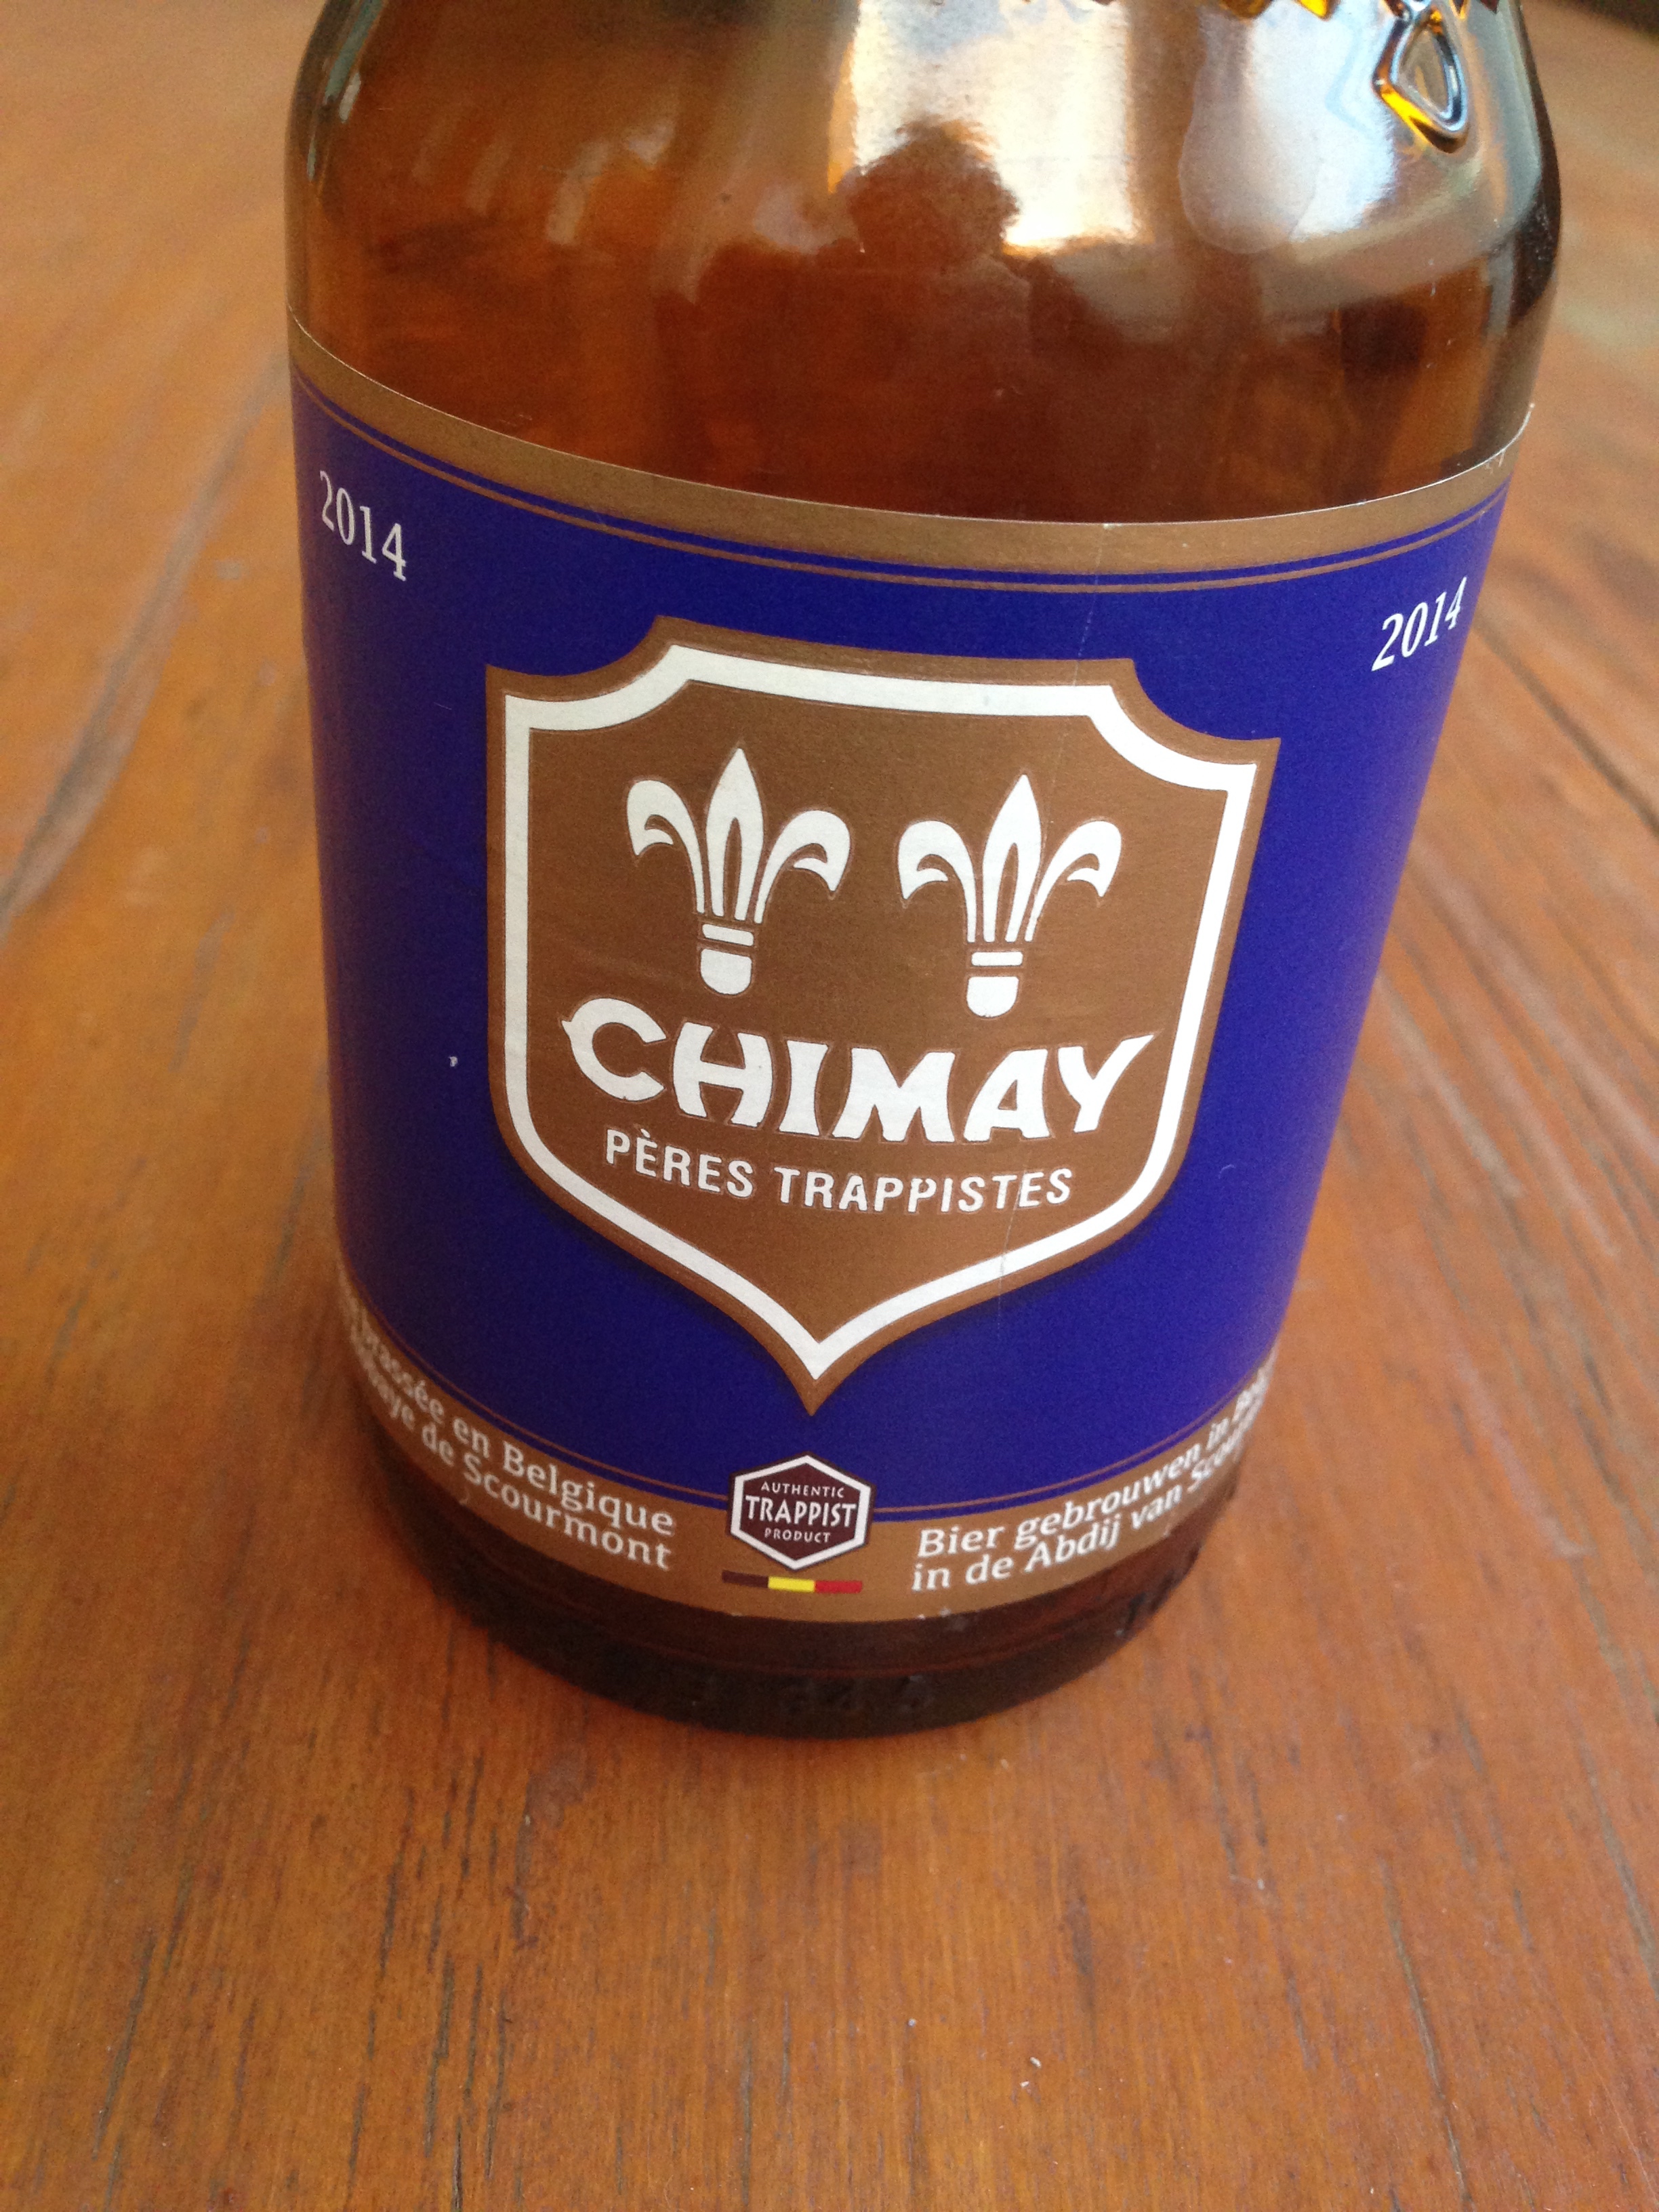 2014
2014
CHIMAY
PÈRES TRAPPISTES
brassée en Belgique
de Scourmont
AUTHENTIC
TRAPPIST
PRODUCT
Bier gebrouwen in
in de Abdij van